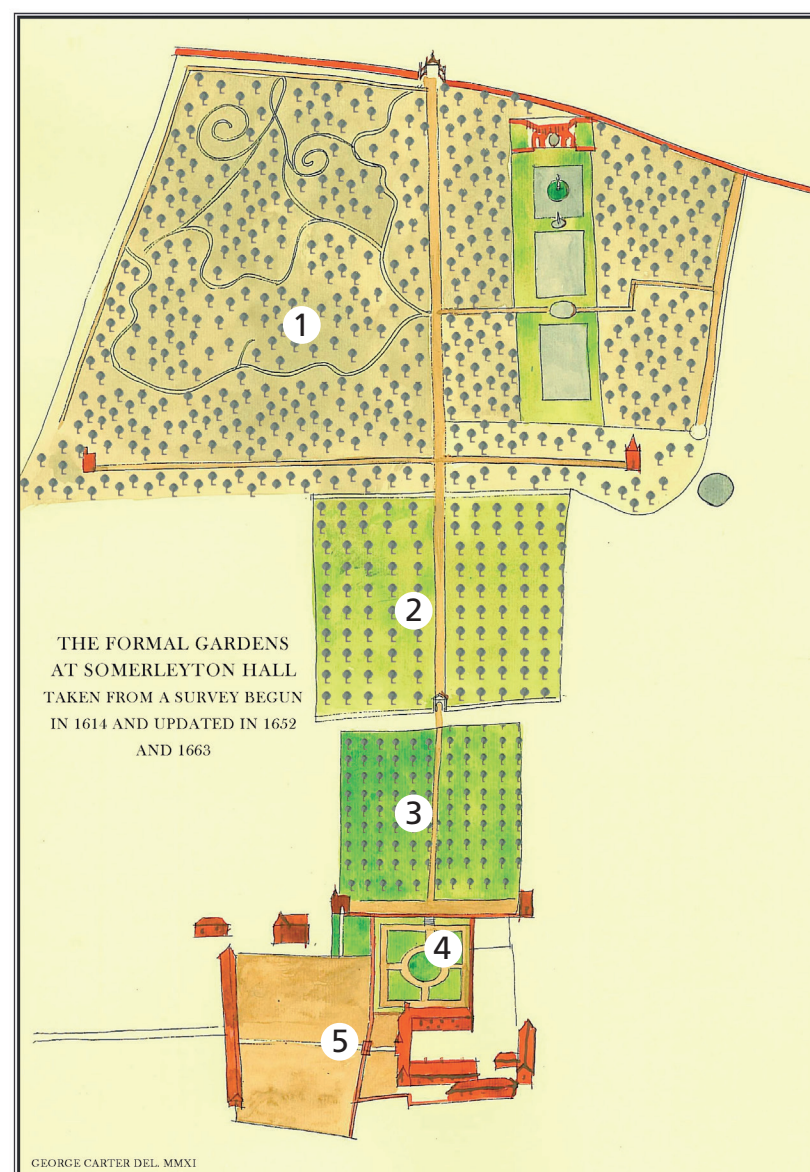 1
2
THE FORMAL GARDENS
AT SOMERLEYTON HALL
TAKEN FROM A SURVEY BEGUN
IN 1614 AND UPDATED IN 1652
AND 1663
3
4
5
GEORGE CARTER DEL. MMXI